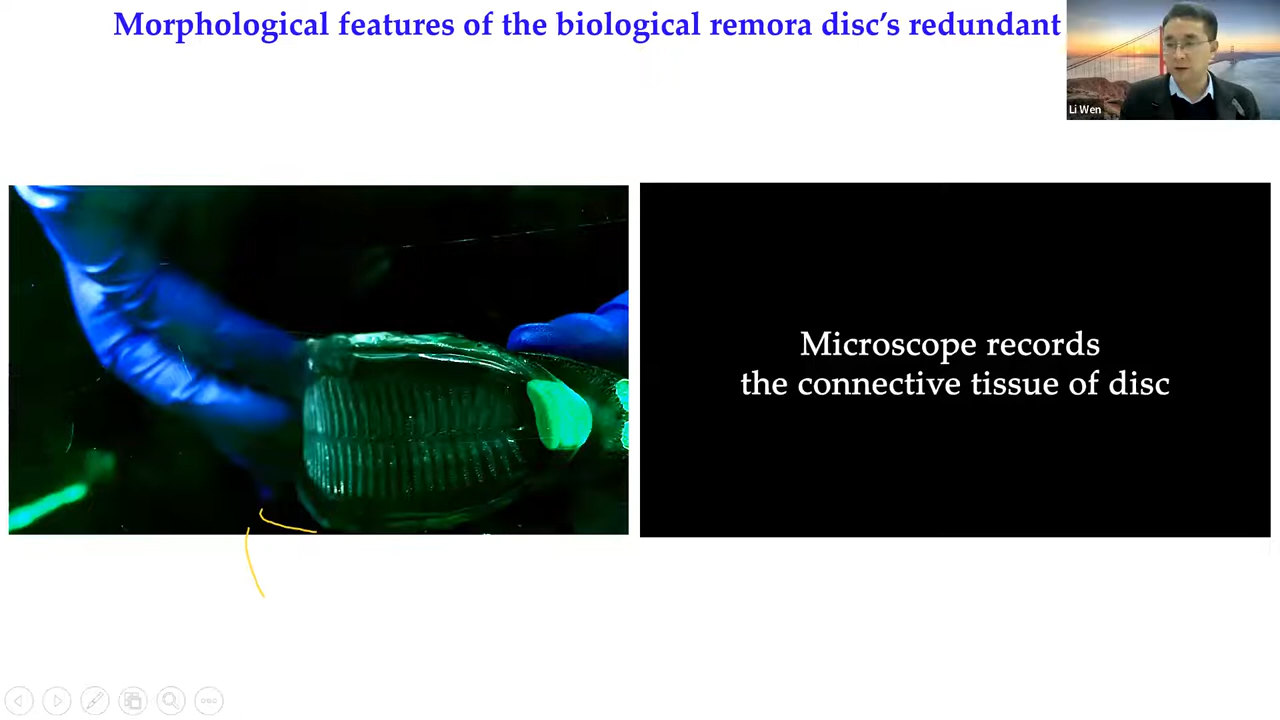 Morphological features of the biological remora disc's redundant
Li Wen
Microscope records
the connective tissue of disc